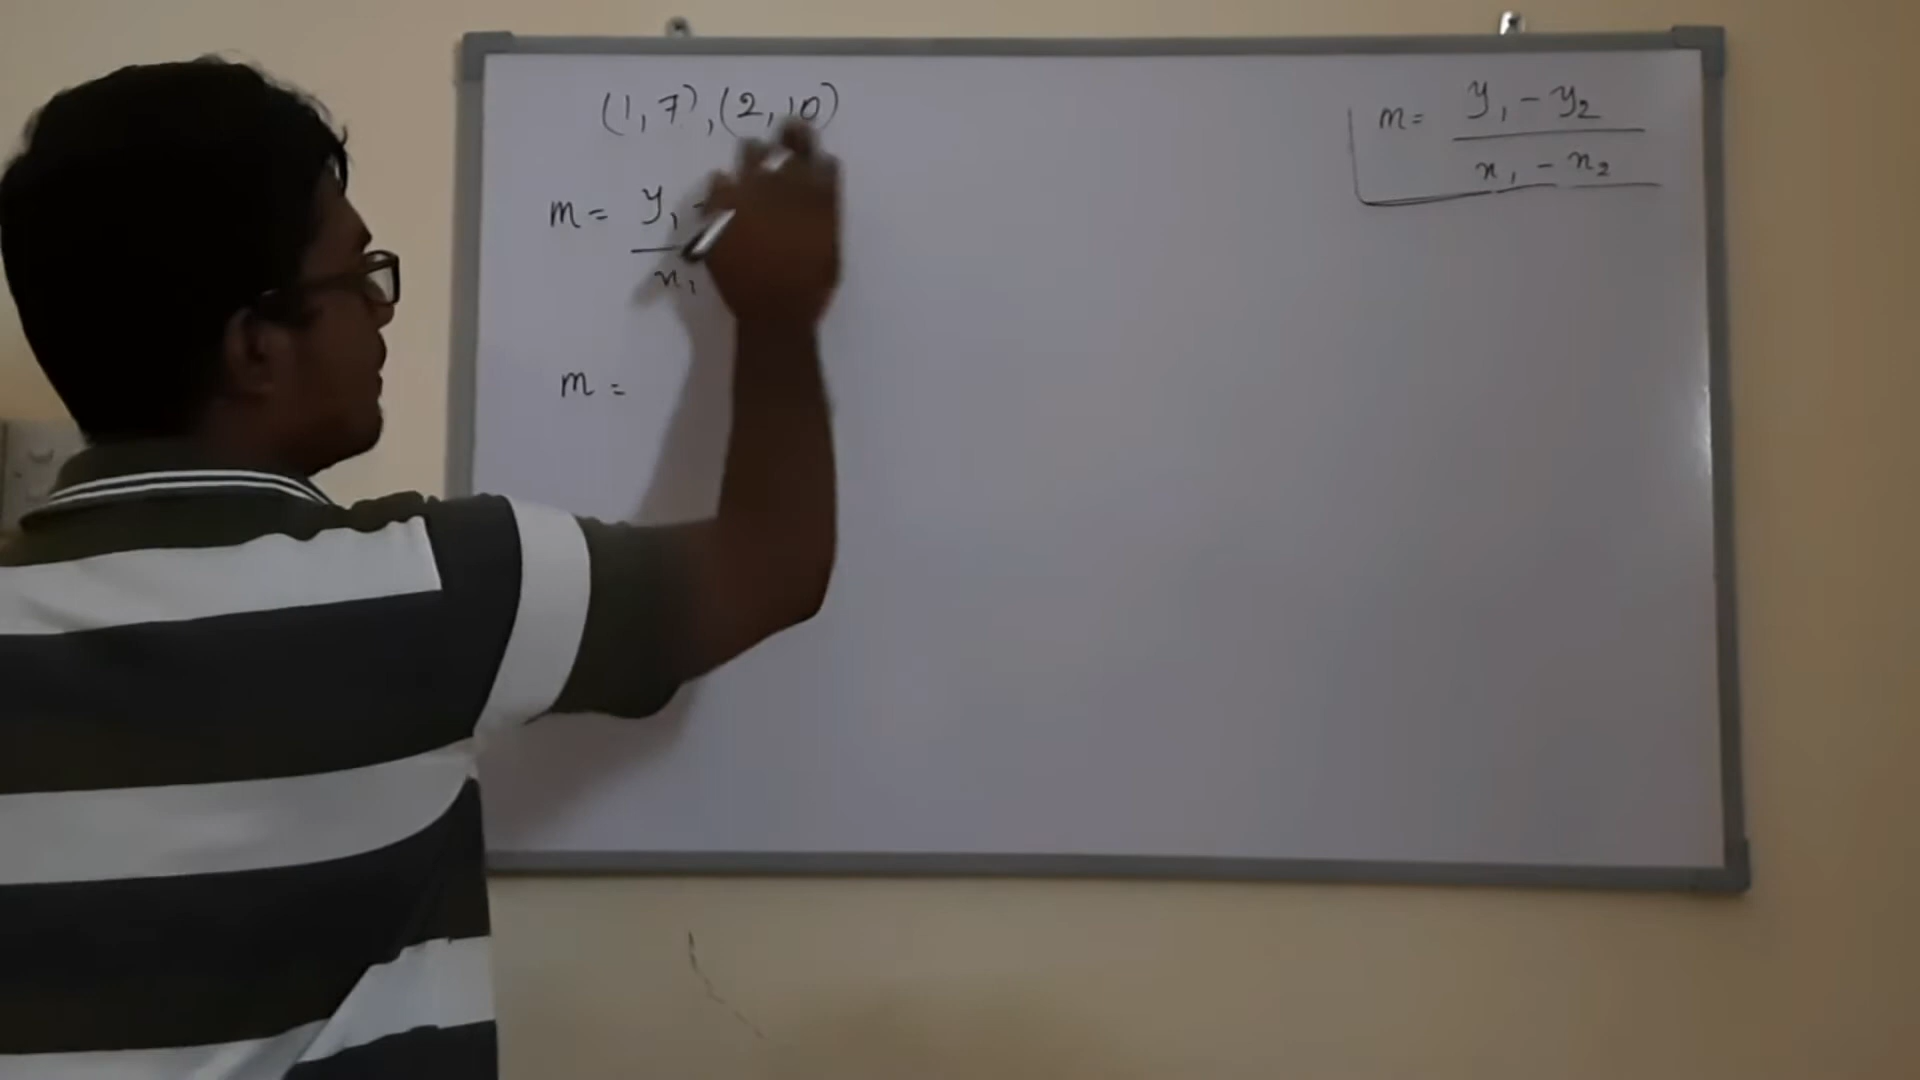 (1, 7), (2, 10)
m = y₁ - y₂
x₁ - x₂
m = y₁ -
x₁
m =